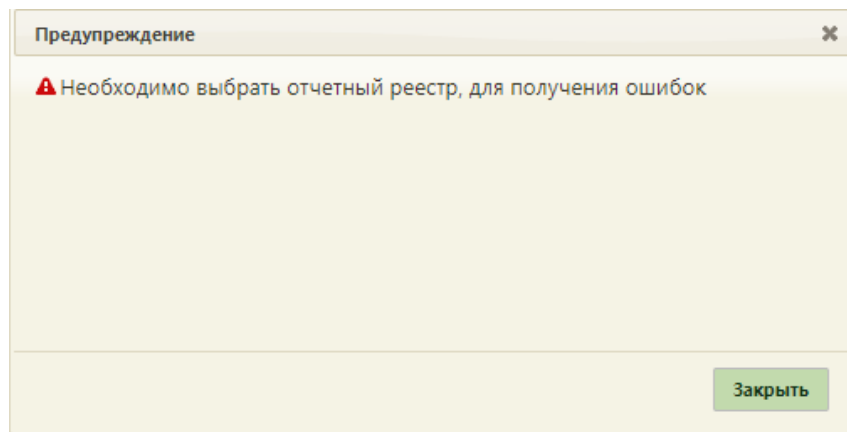 Предупреждение
Необходимо выбрать отчетный реестр, для получения ошибок
Закрыть